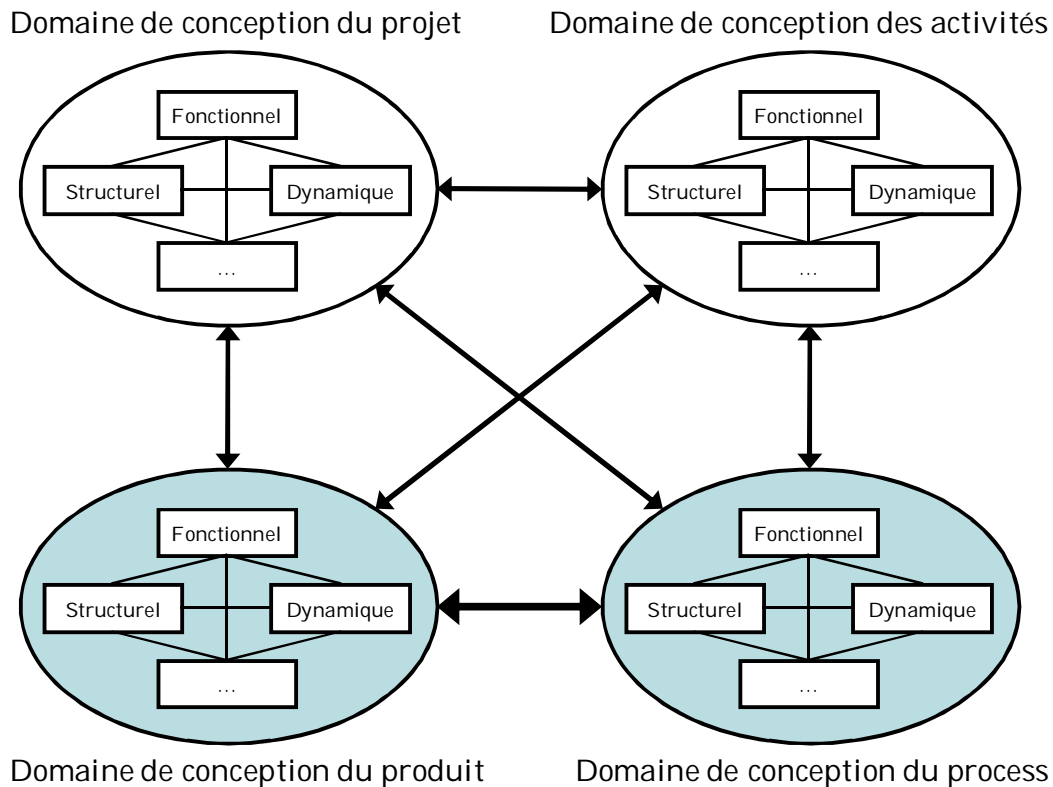 Domaine de conception du projet
Domaine de conception des activités
Fonctionnel
Structurel
Dynamique
...
Fonctionnel
Structurel
Dynamique
...
Fonctionnel
Structurel
Dynamique
...
Fonctionnel
Structurel
Dynamique
...
Domaine de conception du produit
Domaine de conception du process